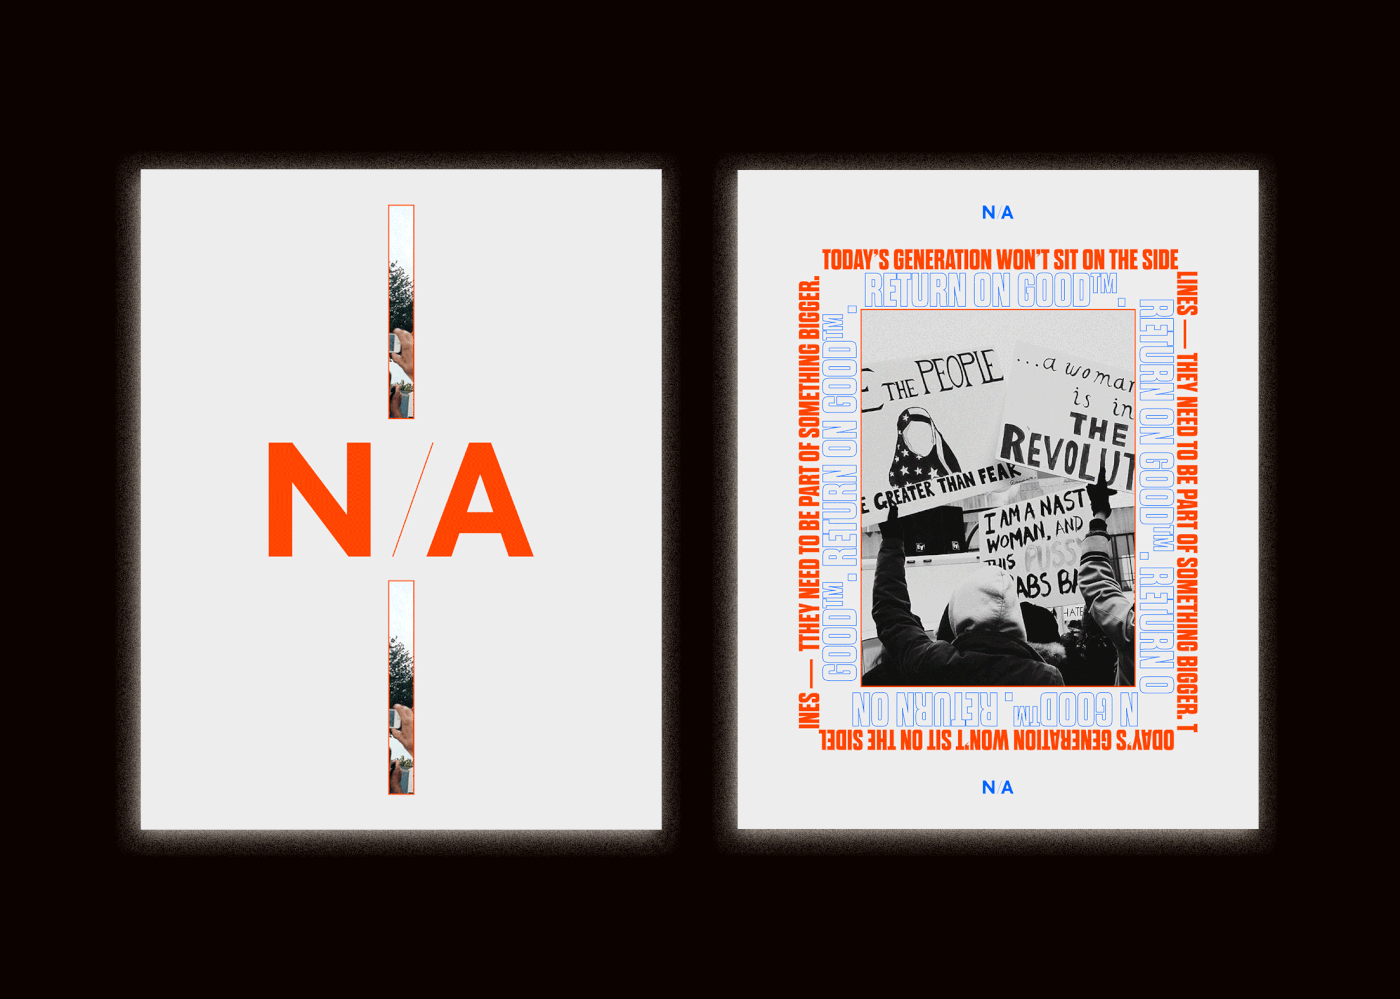 N/A
N/A
TODAY'S GENERATION WON'T SIT ON THE SIDE
LINES — THEY NEED TO BE PART OF SOMETHING BIGGER. T
ODAY'S GENERATION WON'T SIT ON THE SIDEL
INES — TTHEY NEED TO BE PART OF SOMETHING BIGGER.
RETURN ON GOOD™.
RETURN ON GOOD™. RETURN O
N GOOD™. RETURN ON
GOOD™. RETURN ON GOOD™.
E THE PEOPLE
E GREATER THAN FEAR
...a woman
is in
THE
REVOLUT
I AM A NAST
WOMAN, AND
THIS PUSSY
ABS BA
HATE
N/A